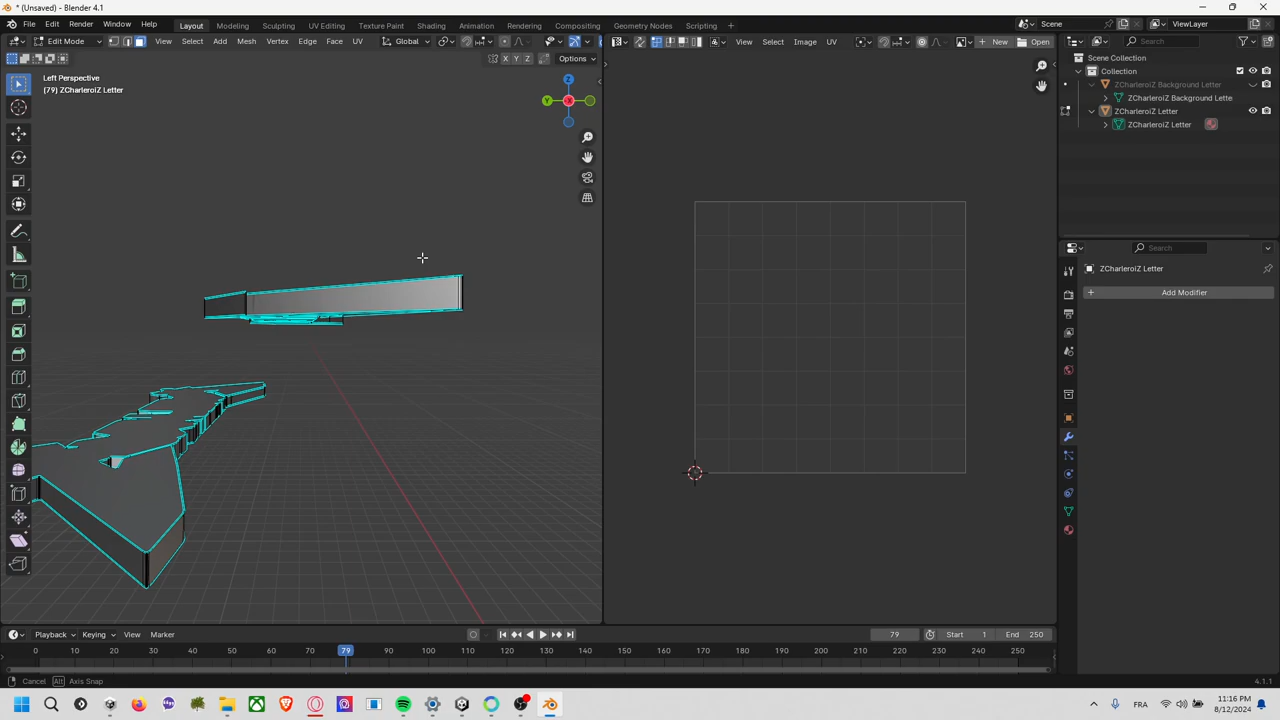 * (Unsaved) - Blender 4.1
File Edit Render Window Help
Layout Modeling Sculpting UV Editing Texture Paint Shading Animation Rendering Compositing Geometry Nodes Scripting +
Scene
ViewLayer
Edit Mode
View Select Add Mesh Vertex Edge Face UV
Global
View Select Image UV
New
Open
Search
X Y Z
Options
Left Perspective
(79) ZCharleroiZ Letter
Z
Y
X
Scene Collection
Collection
ZCharleroiZ Background Lette
ZCharleroiZ Background Lette
ZCharleroiZ Letter
ZCharleroiZ Letter
Search
ZCharleroiZ Letter
+ Add Modifier
Playback Keying View Marker
79
Start 1
End 250
0 10 20 30 40 50 60 70 79 90 100 110 120 130 140 150 160 170 180 190 200 210 220 230 240 250
Cancel Alt Axis Snap
4.1.1
FRA
11:16 PM
8/12/2024